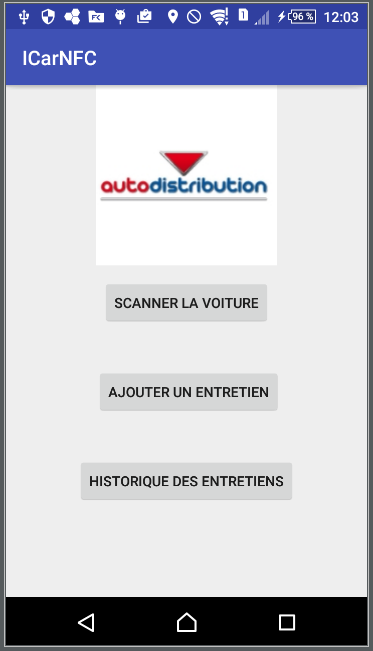 96 % 12:03
ICarNFC
autodistribution
SCANNER LA VOITURE
AJOUTER UN ENTRETIEN
HISTORIQUE DES ENTRETIENS